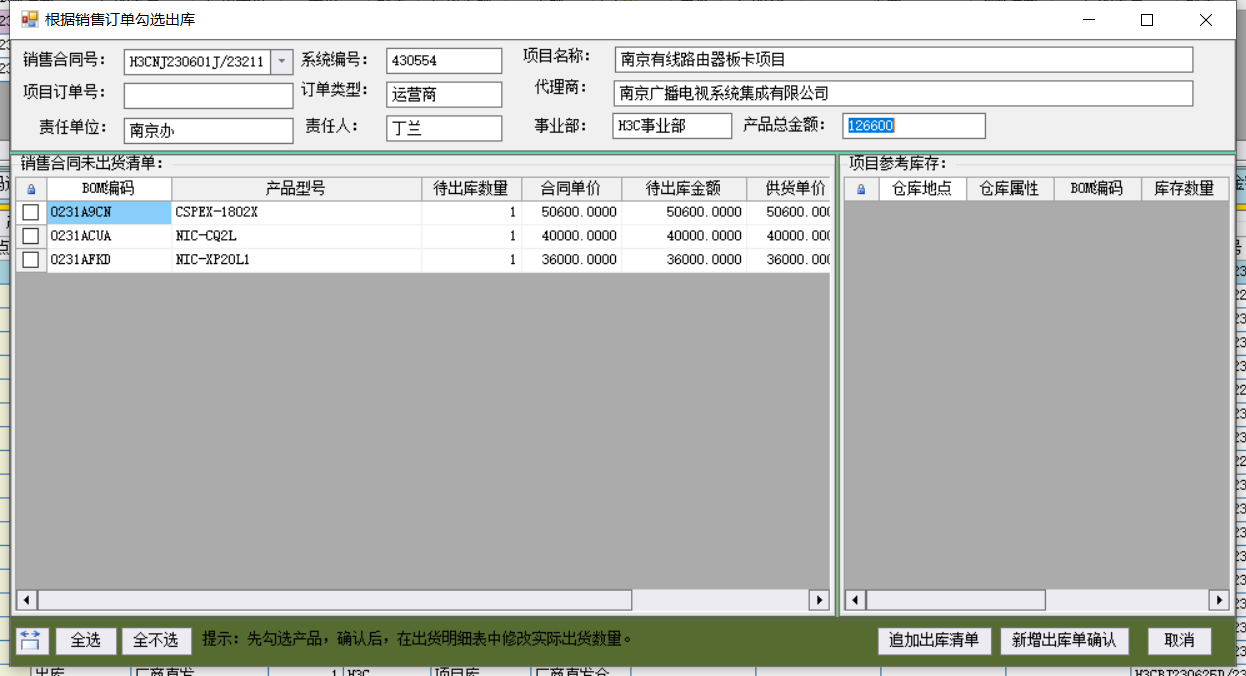 根据销售订单勾选出库
销售合同号： H3CNJ230601J/23211 系统编号： 430554 项目名称： 南京有线路由器板卡项目
项目订单号： 订单类型： 运营商 代理商： 南京广播电视系统集成有限公司
责任单位： 南京办 责任人： 丁兰 事业部： H3C事业部 产品总金额： 126600
销售合同未出货清单： 项目参考库存：
BOM编码 产品型号 待出库数量 合同单价 待出库金额 供货单价 仓库地点 仓库属性 BOM编码 库存数量
0231A9CN CSPEX-1802X 1 50600.0000 50600.0000 50600.000
0231ACUA NIC-CQ2L 1 40000.0000 40000.0000 40000.000
0231AFKD NIC-XP20L1 1 36000.0000 36000.0000 36000.000
全选 全不选 提示：先勾选产品，确认后，在出货明细表中修改实际出货数量。 追加出库清单 新增出库单确认 取消